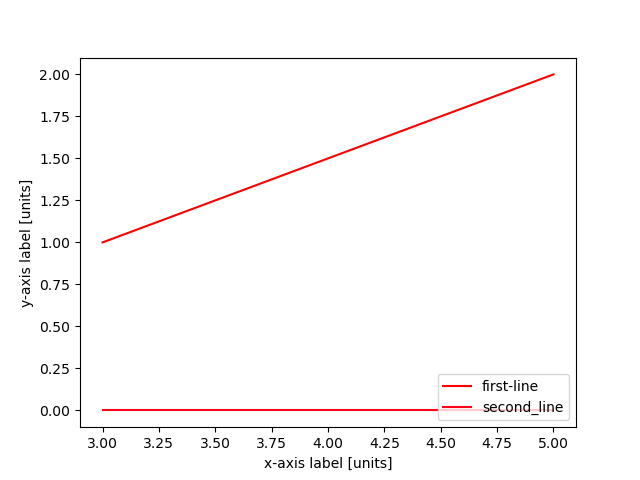 2.00
1.75
1.50
1.25
1.00
0.75
0.50
0.25
0.00
y-axis label [units]
first-line
second_line
3.00 3.25 3.50 3.75 4.00 4.25 4.50 4.75 5.00
x-axis label [units]